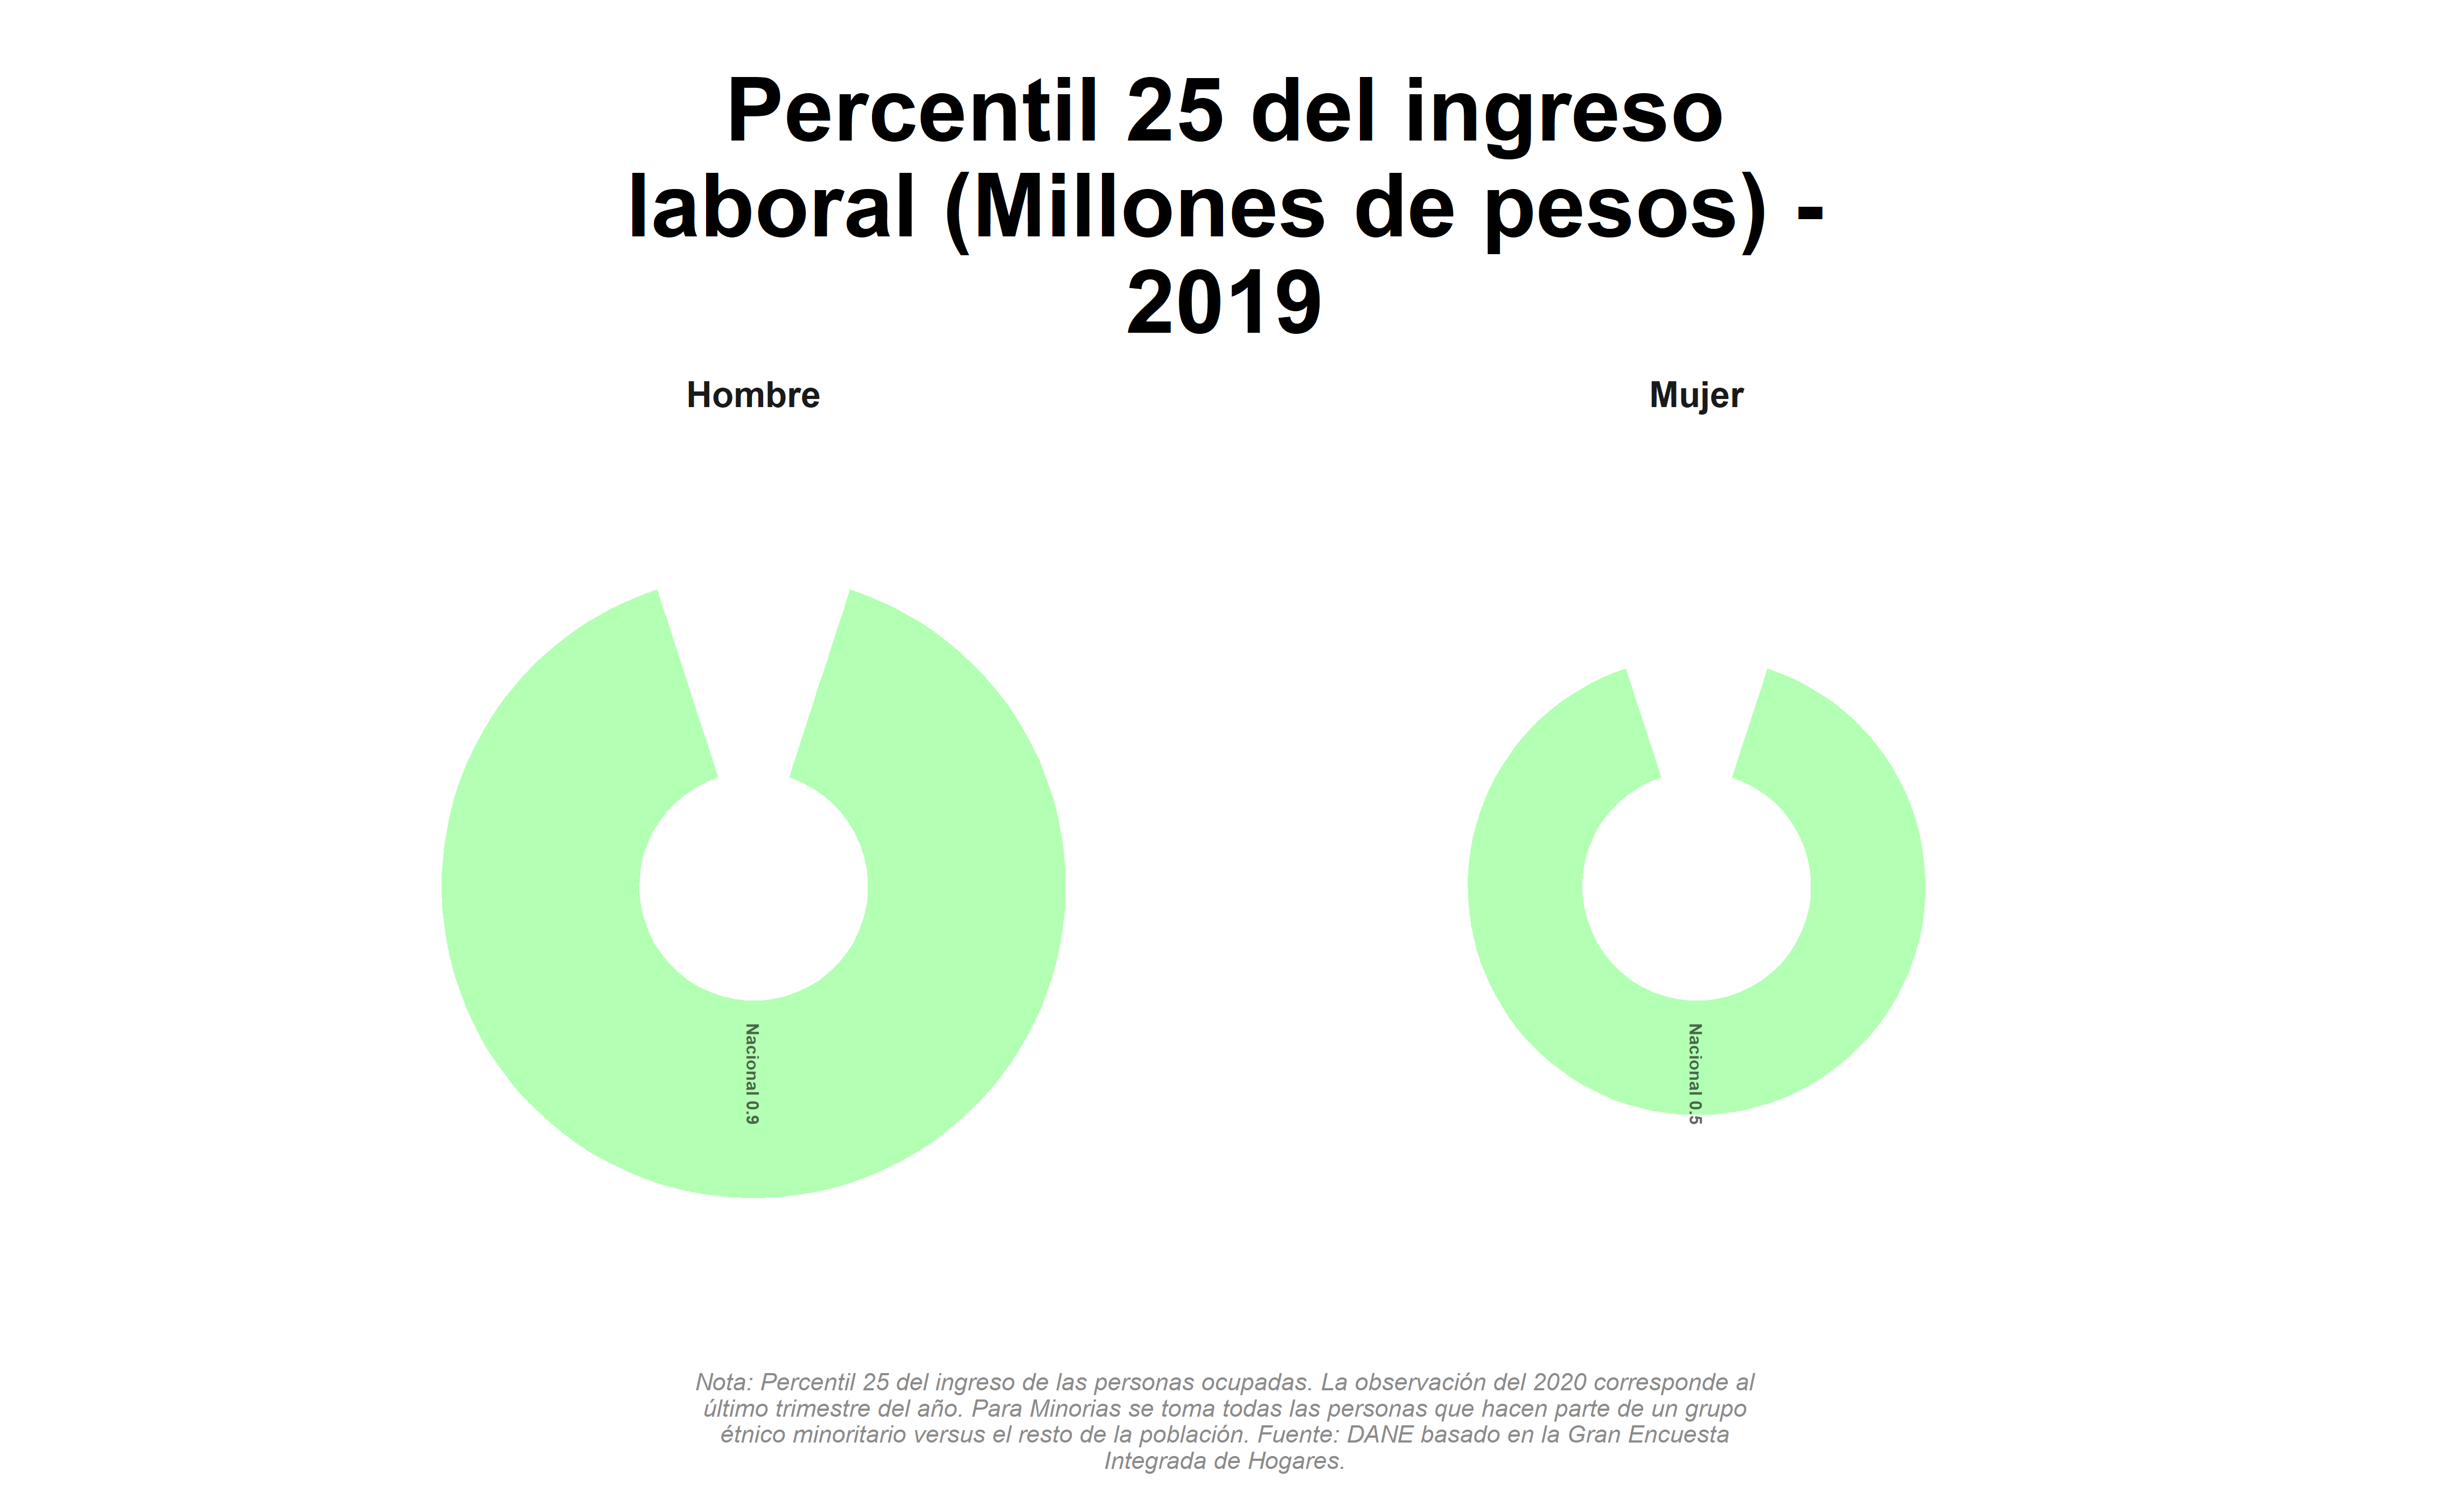 Percentil 25 del ingreso
laboral (Millones de pesos) -
2019
Hombre
Mujer
Nacional 0.9
Nacional 0.5
Nota: Percentil 25 del ingreso de las personas ocupadas. La observación del 2020 corresponde al
último trimestre del año. Para Minorias se toma todas las personas que hacen parte de un grupo
étnico minoritario versus el resto de la población. Fuente: DANE basado en la Gran Encuesta
Integrada de Hogares.